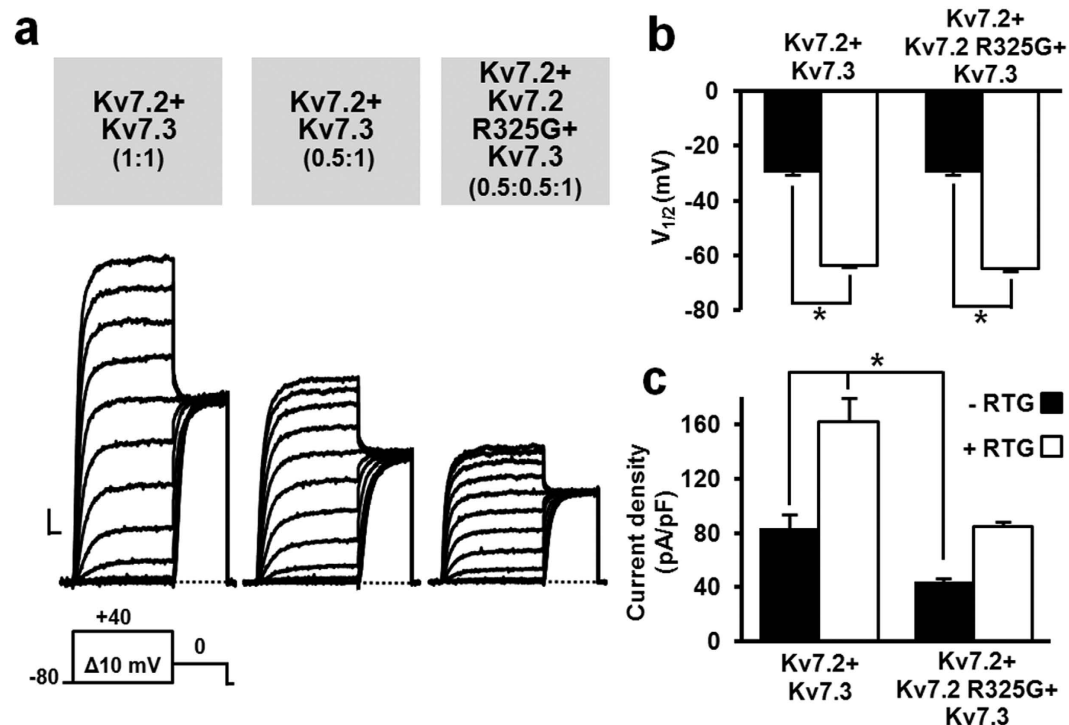 a
Kv7.2+
Kv7.3
(1:1)
Kv7.2+
Kv7.3
(0.5:1)
Kv7.2+
Kv7.2
R325G+
Kv7.3
(0.5:0.5:1)
+40
-80
Δ10 mV
0
b
Kv7.2+
Kv7.3
Kv7.2+
Kv7.2 R325G+
Kv7.3
V1/2 (mV)
0
-20
-40
-60
-80
*
*
c
*
- RTG
+ RTG
Current density
(pA/pF)
160
120
80
40
0
Kv7.2+
Kv7.3
Kv7.2+
Kv7.2 R325G+
Kv7.3